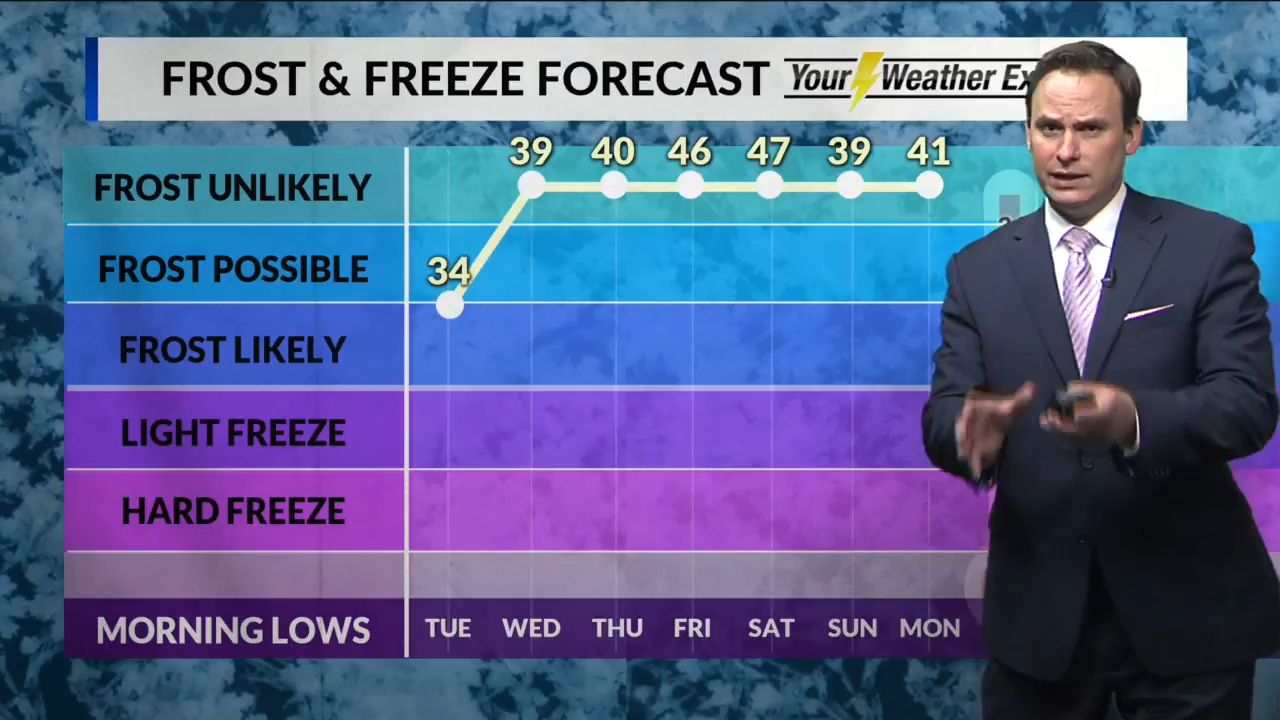 FROST & FREEZE FORECAST Your Weather
39 40 46 47 39 41
FROST UNLIKELY
FROST POSSIBLE
34
FROST LIKELY
LIGHT FREEZE
HARD FREEZE
MORNING LOWS TUE WED THU FRI SAT SUN MON